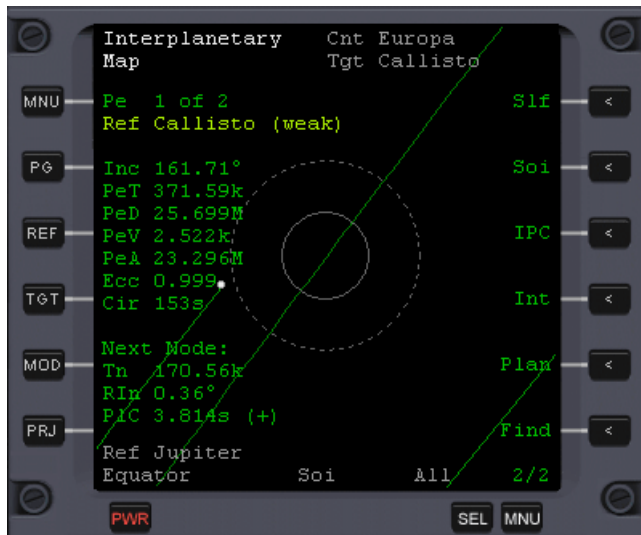 Interplanetary Cnt Europa
Map Tgt Callisto
MNU Pe 1 of 2 Slf <
Ref Callisto (weak)
PG Inc 161.71° Soi <
PeT 371.59k
PeD 25.699M
REF PeV 2.522k IPC <
PeA 23.296M
Ecc 0.999
TGT Cir 153s Int <
Next Node:
MOD Tn 170.56k Plan <
RIn 0.36°
PlC 3.814s (+)
PRJ Find <
Ref Jupiter
Equator Soi All 2/2
PWR SEL MNU